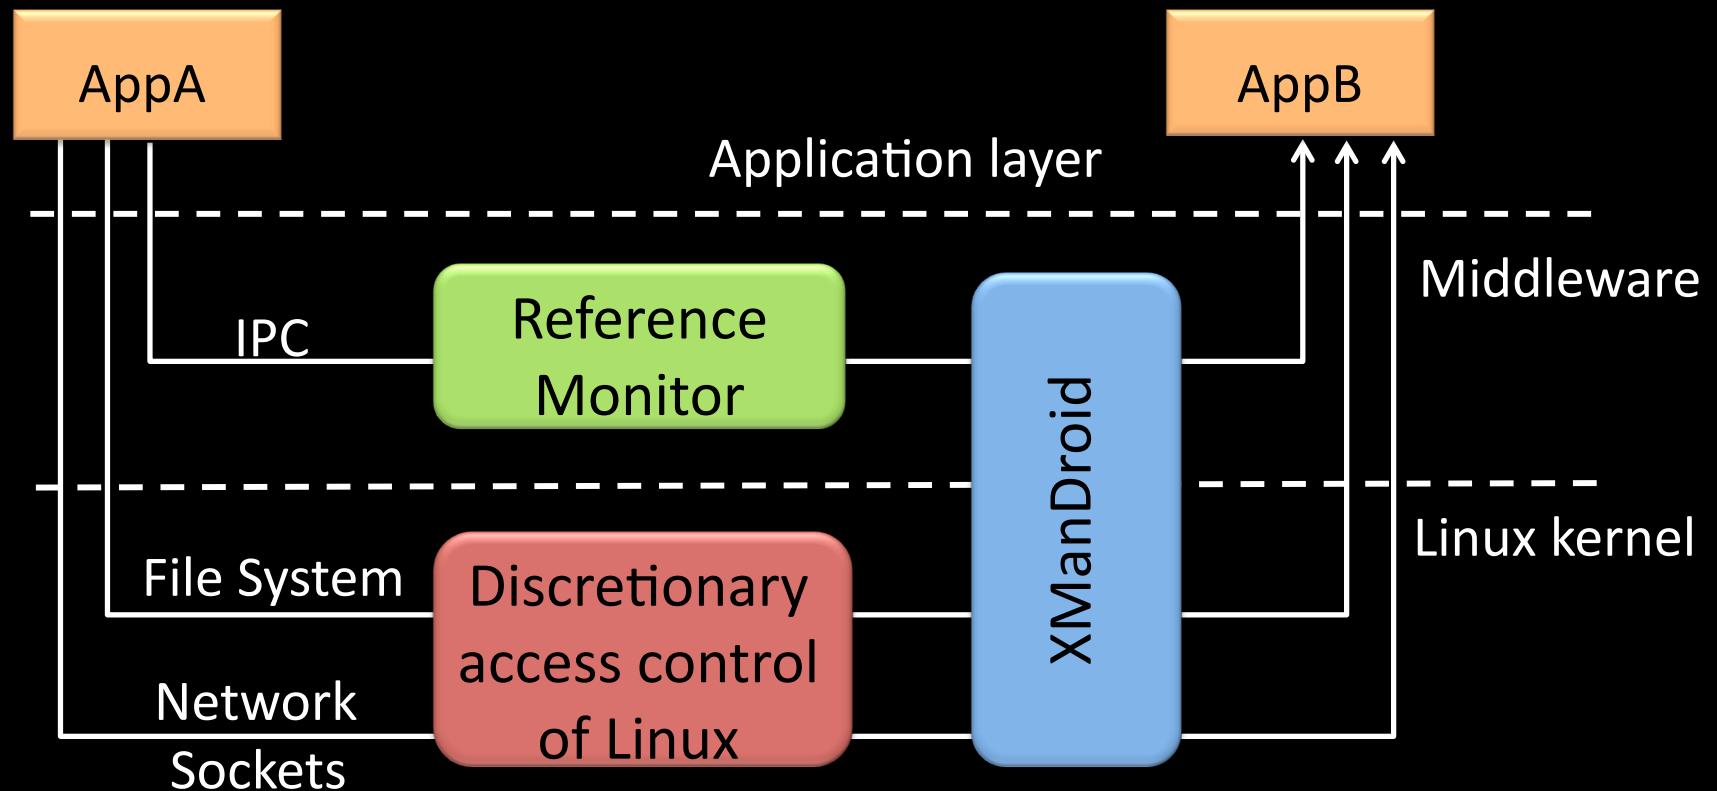 AppA
AppB
Application layer
Middleware
Reference
Monitor
IPC
XManDroid
Linux kernel
File System
Discretionary
access control
of Linux
Network
Sockets